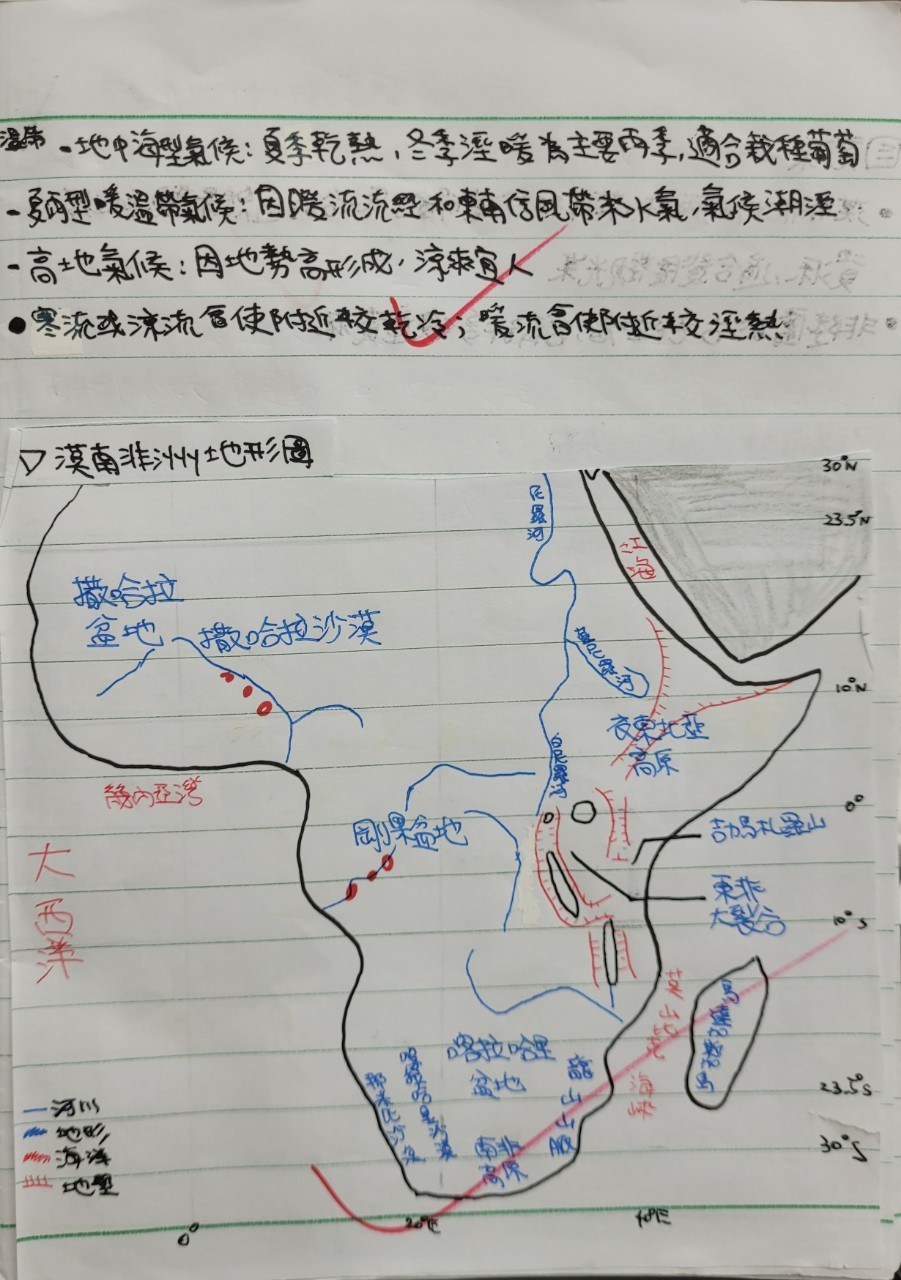 溫帶 - 地中海型氣候：夏季乾熱，冬季溼暖為主要雨季，適合栽種葡萄
- 夏雨型暖溫帶氣候：因暖流流經和東南信風帶來水氣，氣候潮溼
- 高地氣候：因地勢高形成，涼爽宜人
● 寒流或涼流會使附近較乾冷；暖流會使附近較溼熱
▽ 漠南非洲地形圖
30°N
尼羅河
23.5°N
紅海
撒哈拉
盆地
撒哈拉沙漠
藍尼羅河
10°N
衣索比亞
高原
白尼羅河
幾內亞灣
0°
剛果盆地
吉力馬札羅山
大西洋
東非
大裂谷
10°S
莫三比克海峽
馬達加斯加島
喀拉哈里
盆地
喀拉哈里沙漠
那米比沙漠
龍山山脈
23.5°S
南非
高原
30°S
河川
地形
海洋
地塹
0°
20°E
40°E